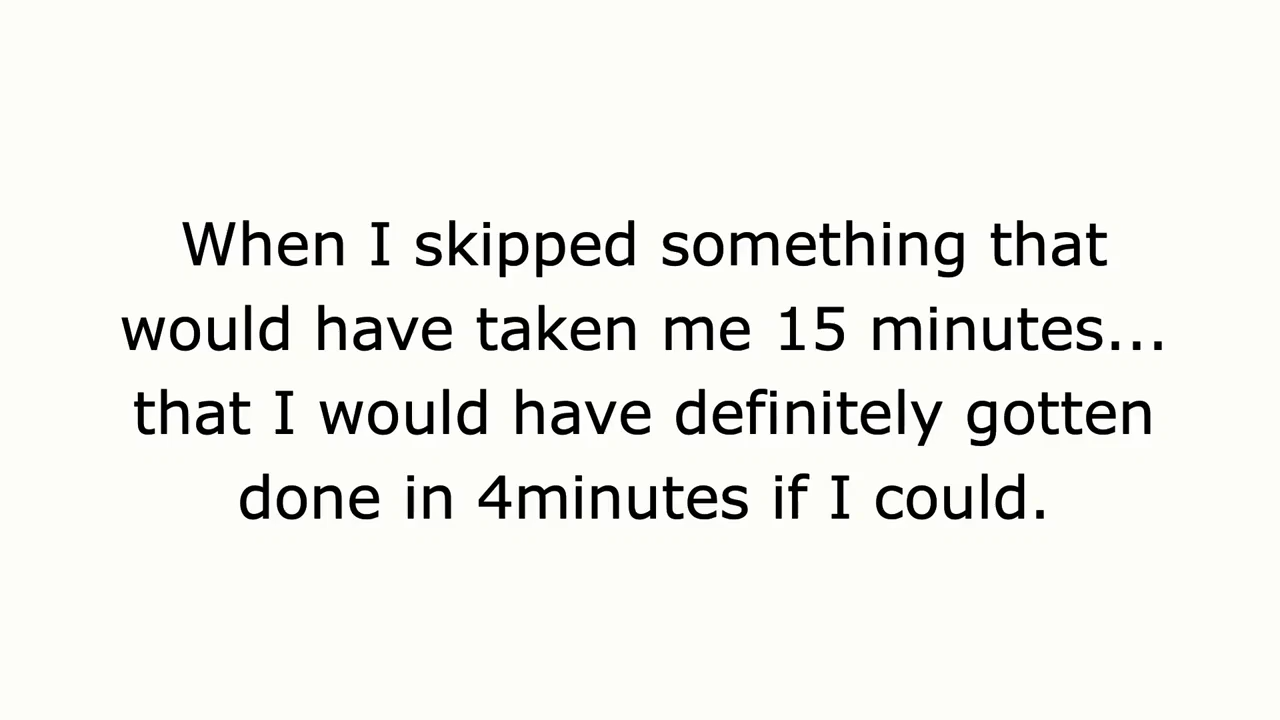 When I skipped something that
would have taken me 15 minutes...
that I would have definitely gotten
done in 4minutes if I could.